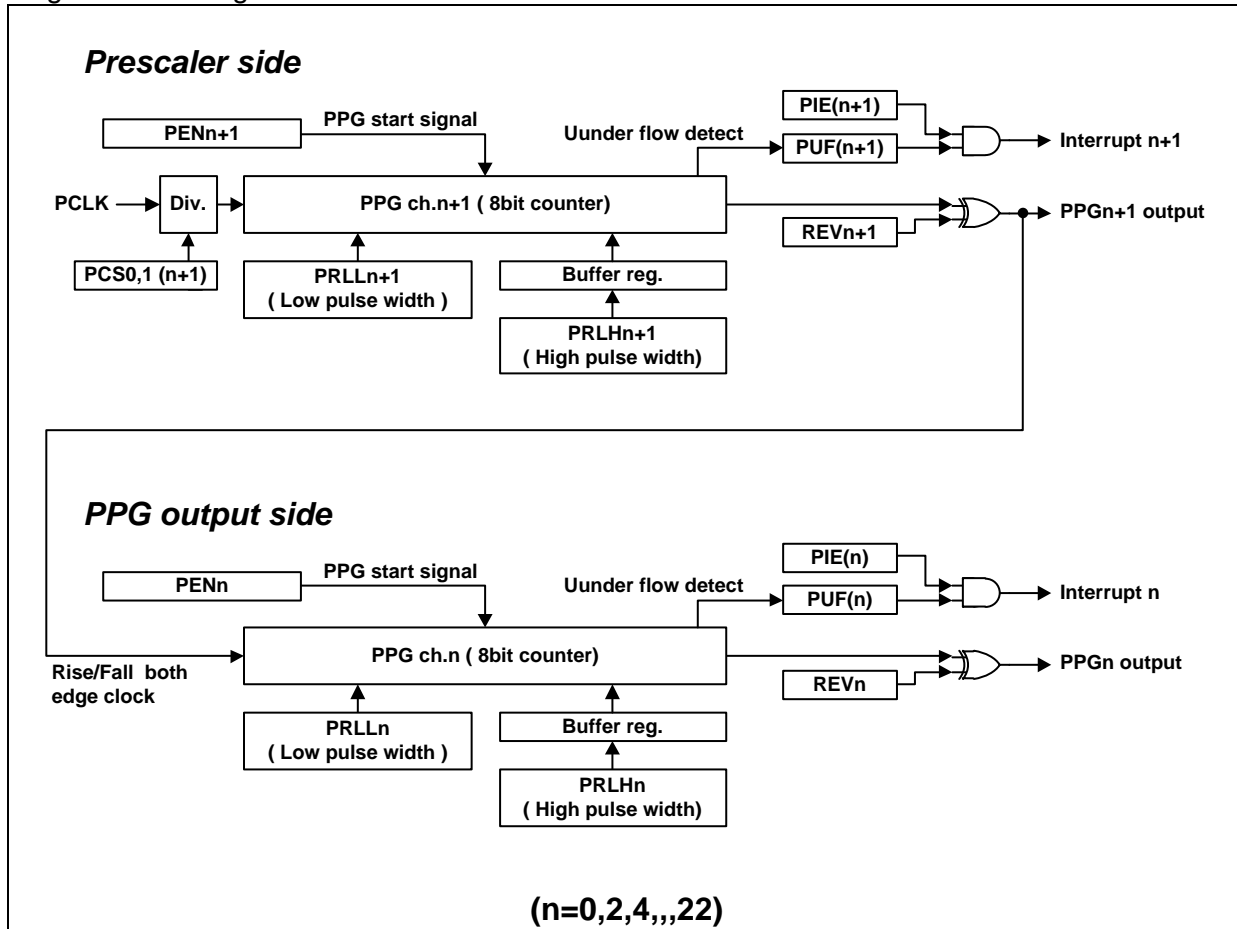 Prescaler side
PENn+1
PPG start signal
Uunder flow detect
PIE(n+1)
PUF(n+1)
Interrupt n+1
PCLK
Div.
PPG ch.n+1 ( 8bit counter)
REVn+1
PPGn+1 output
PCS0,1 (n+1)
PRLLn+1
( Low pulse width )
Buffer reg.
PRLHn+1
( High pulse width)
PPG output side
PENn
PPG start signal
Uunder flow detect
PIE(n)
PUF(n)
Interrupt n
Rise/Fall both
edge clock
PPG ch.n ( 8bit counter)
REVn
PPGn output
PRLLn
( Low pulse width )
Buffer reg.
PRLHn
( High pulse width)
(n=0,2,4,,,22)